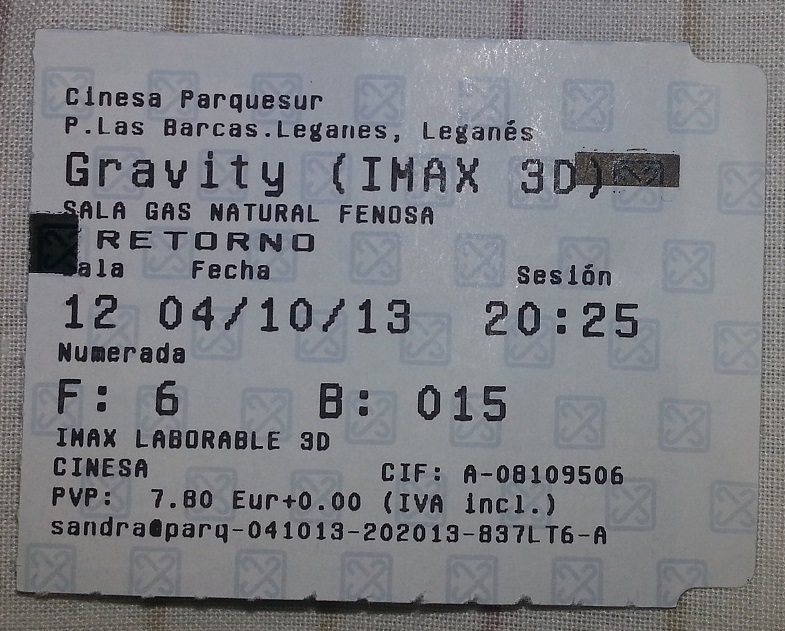 Cinesa Parquesur
P.Las Barcas.Leganes, Leganés
Gravity (IMAX 3D)
SALA GAS NATURAL FENOSA
RETORNO
Sala Fecha Sesión
12 04/10/13 20:25
Numerada
F: 6 B: 015
IMAX LABORABLE 3D
CINESA CIF: A-08109506
PVP: 7.80 Eur+0.00 (IVA incl.)
sandra@parq-041013-202013-837LT6-A